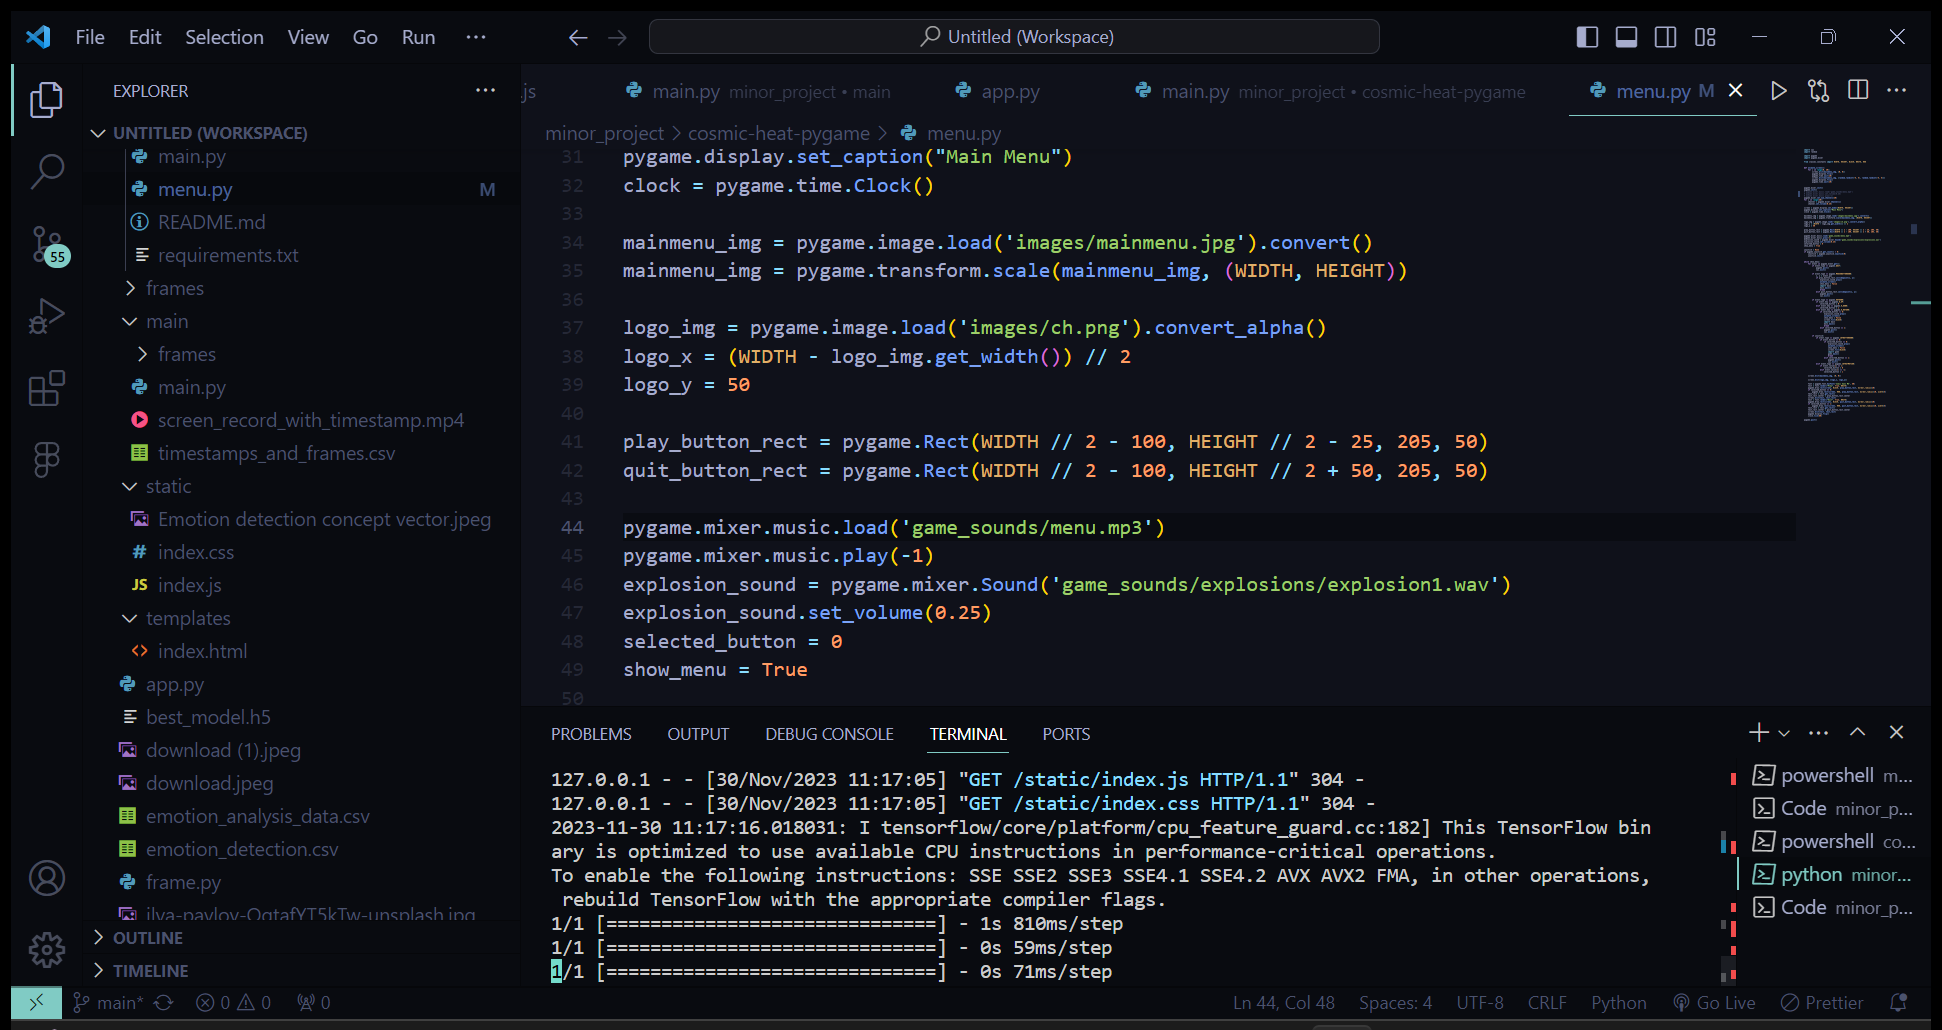 File Edit Selection View Go Run ···
Untitled (Workspace)
EXPLORER
UNTITLED (WORKSPACE)
main.py
menu.py M
README.md
requirements.txt
frames
main
frames
main.py
screen_record_with_timestamp.mp4
timestamps_and_frames.csv
static
Emotion detection concept vector.jpeg
# index.css
JS index.js
templates
<> index.html
app.py
best_model.h5
download (1).jpeg
download.jpeg
emotion_analysis_data.csv
emotion_detection.csv
frame.py
ilya-pavlov-OqtafYT5kTw-unsplash.jpg
OUTLINE
TIMELINE
55
.js
main.py minor_project • main
app.py
main.py minor_project • cosmic-heat-pygame
menu.py M
minor_project > cosmic-heat-pygame > menu.py
31 pygame.display.set_caption("Main Menu")
32 clock = pygame.time.Clock()
33
34 mainmenu_img = pygame.image.load('images/mainmenu.jpg').convert()
35 mainmenu_img = pygame.transform.scale(mainmenu_img, (WIDTH, HEIGHT))
36
37 logo_img = pygame.image.load('images/ch.png').convert_alpha()
38 logo_x = (WIDTH - logo_img.get_width()) // 2
39 logo_y = 50
40
41 play_button_rect = pygame.Rect(WIDTH // 2 - 100, HEIGHT // 2 - 25, 205, 50)
42 quit_button_rect = pygame.Rect(WIDTH // 2 - 100, HEIGHT // 2 + 50, 205, 50)
43
44 pygame.mixer.music.load('game_sounds/menu.mp3')
45 pygame.mixer.music.play(-1)
46 explosion_sound = pygame.mixer.Sound('game_sounds/explosions/explosion1.wav')
47 explosion_sound.set_volume(0.25)
48 selected_button = 0
49 show_menu = True
50
PROBLEMS OUTPUT DEBUG CONSOLE TERMINAL PORTS
127.0.0.1 - - [30/Nov/2023 11:17:05] "GET /static/index.js HTTP/1.1" 304 -
127.0.0.1 - - [30/Nov/2023 11:17:05] "GET /static/index.css HTTP/1.1" 304 -
2023-11-30 11:17:16.018031: I tensorflow/core/platform/cpu_feature_guard.cc:182] This TensorFlow bin
ary is optimized to use available CPU instructions in performance-critical operations.
To enable the following instructions: SSE SSE2 SSE3 SSE4.1 SSE4.2 AVX AVX2 FMA, in other operations,
rebuild TensorFlow with the appropriate compiler flags.
1/1 [==============================] - 1s 810ms/step
1/1 [==============================] - 0s 59ms/step
1/1 [==============================] - 0s 71ms/step
powershell m...
Code minor_p...
powershell co...
python minor...
Code minor_p...
main* 0 0 0
Ln 44, Col 48 Spaces: 4 UTF-8 CRLF Python Go Live Prettier